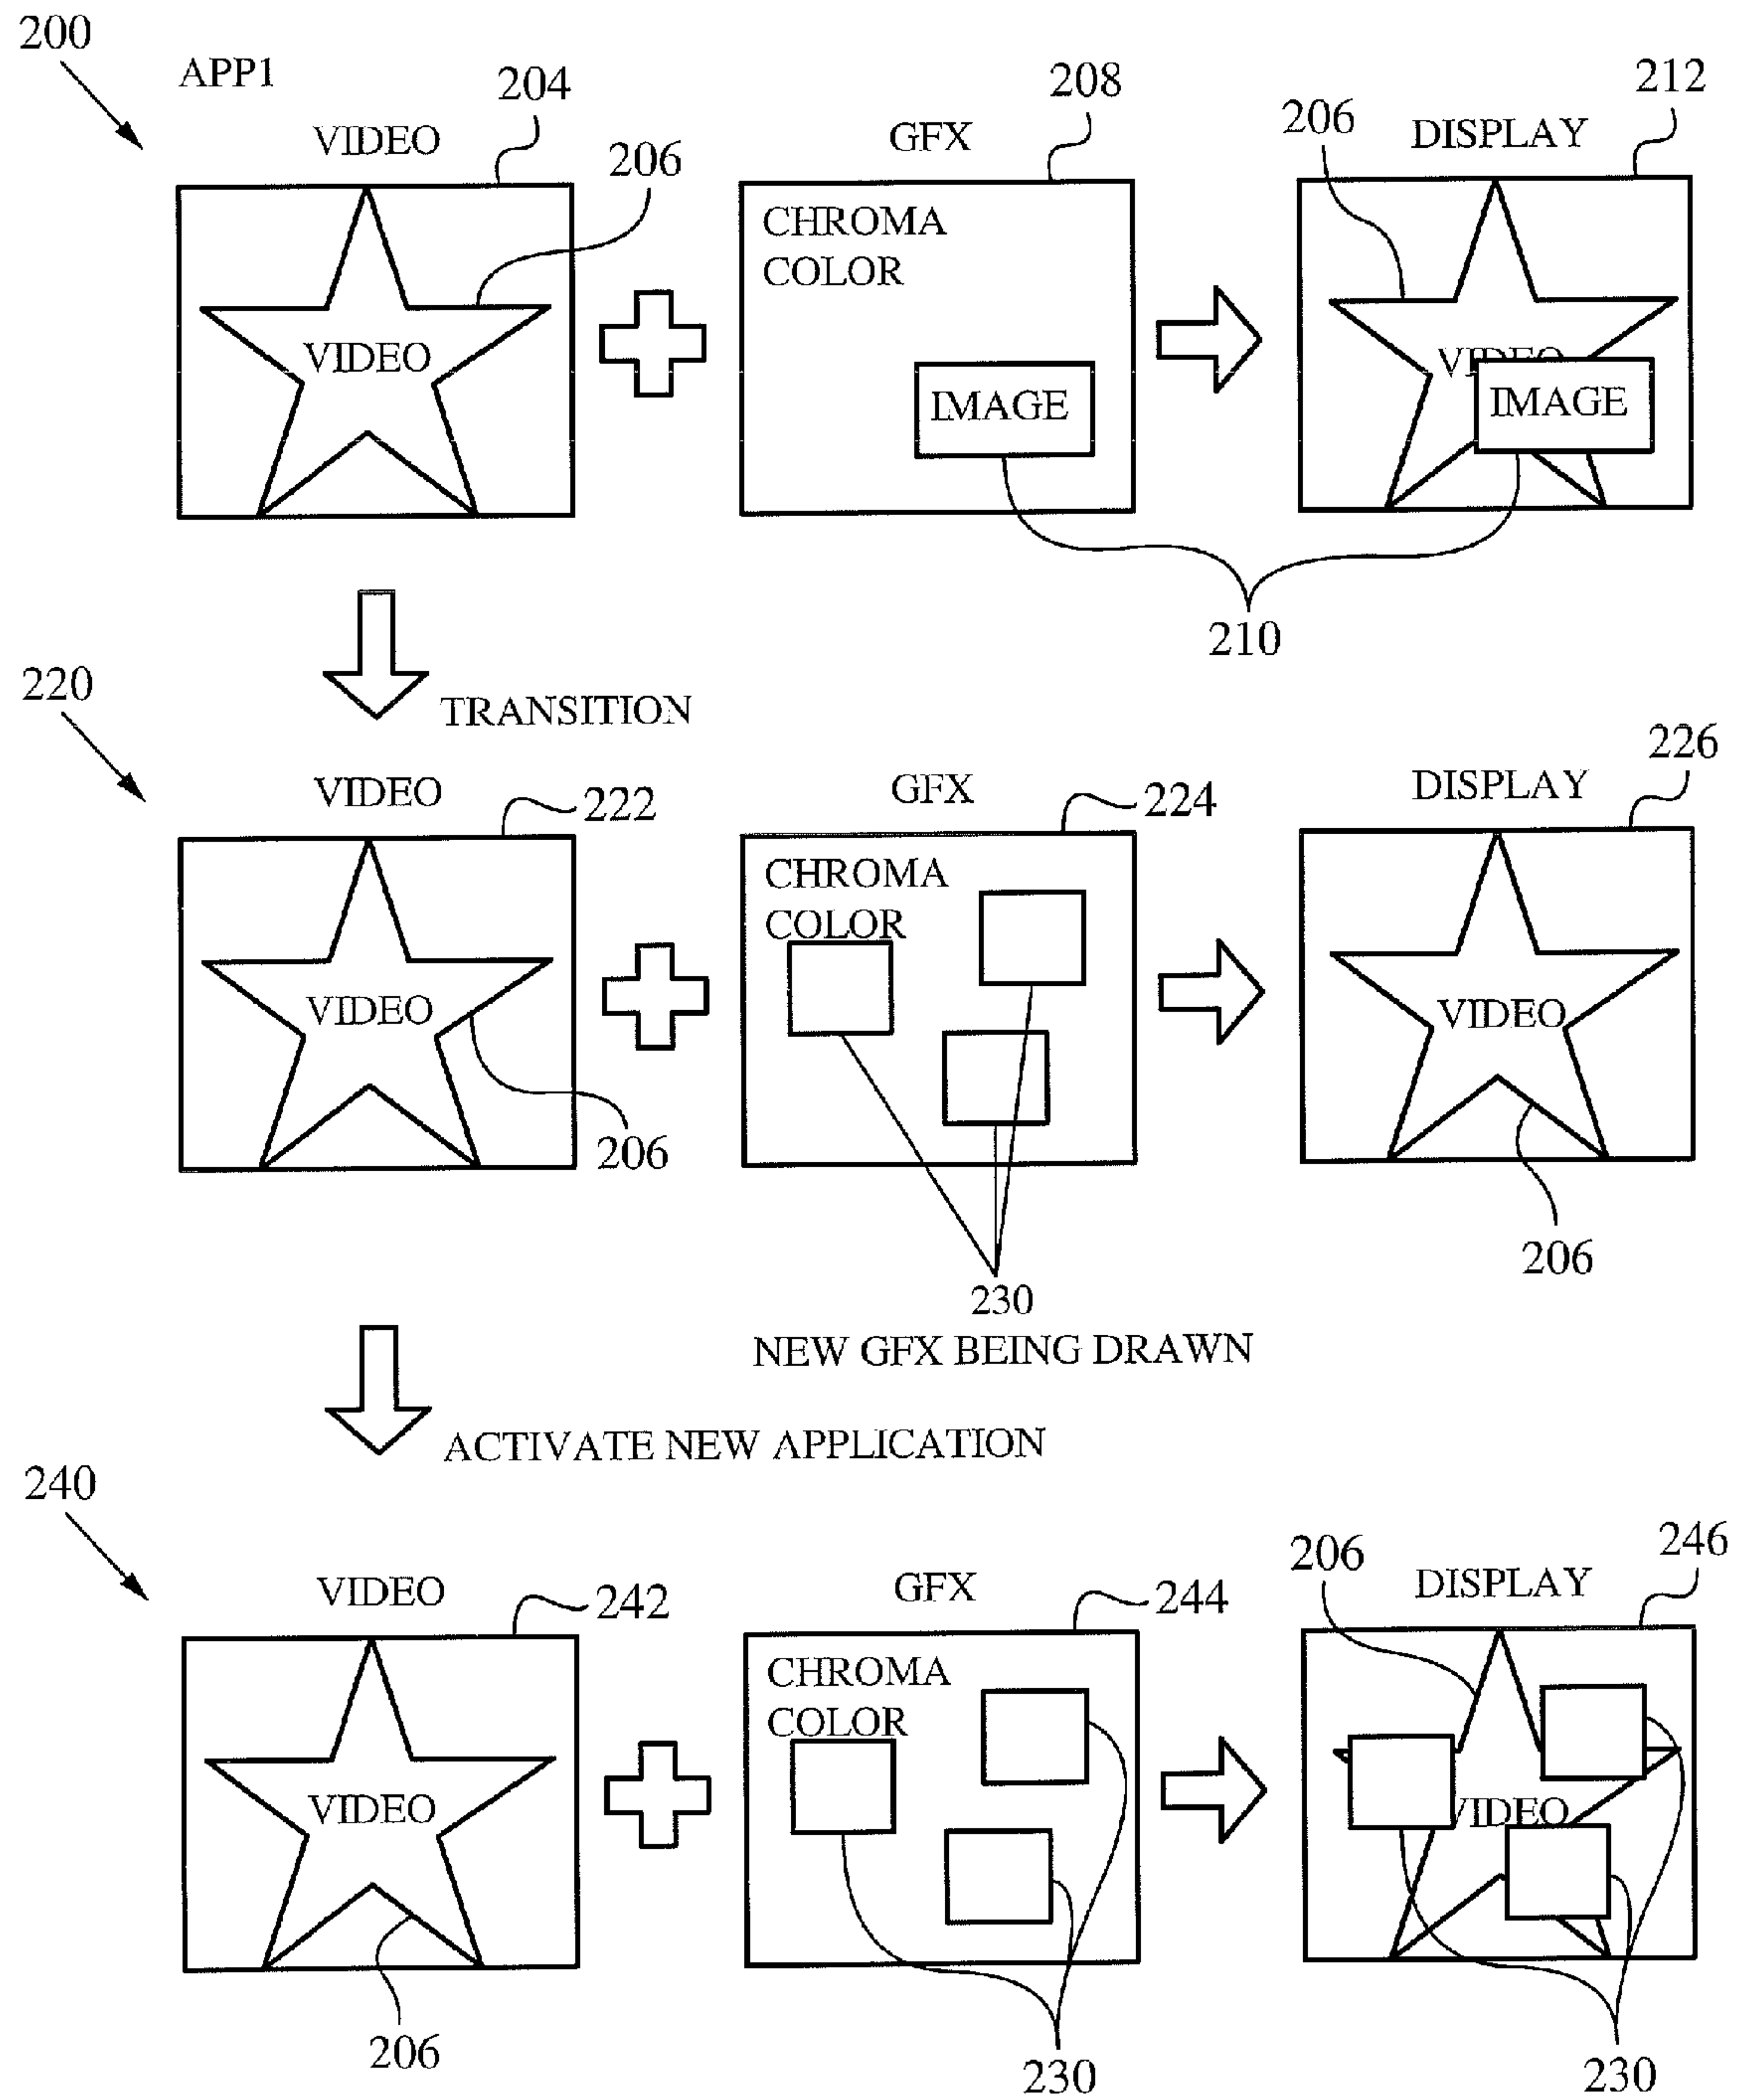 200
APP1
204
208
212
VIDEO
GFX
206
DISPLAY
206
CHROMA
COLOR
VIDEO
VIDEO
IMAGE
IMAGE
210
TRANSITION
220
226
VIDEO
222
GFX
224
DISPLAY
CHROMA
COLOR
VIDEO
VIDEO
206
206
230
NEW GFX BEING DRAWN
ACTIVATE NEW APPLICATION
240
206
246
VIDEO
242
GFX
244
DISPLAY
CHROMA
COLOR
VIDEO
VIDEO
206
230
230